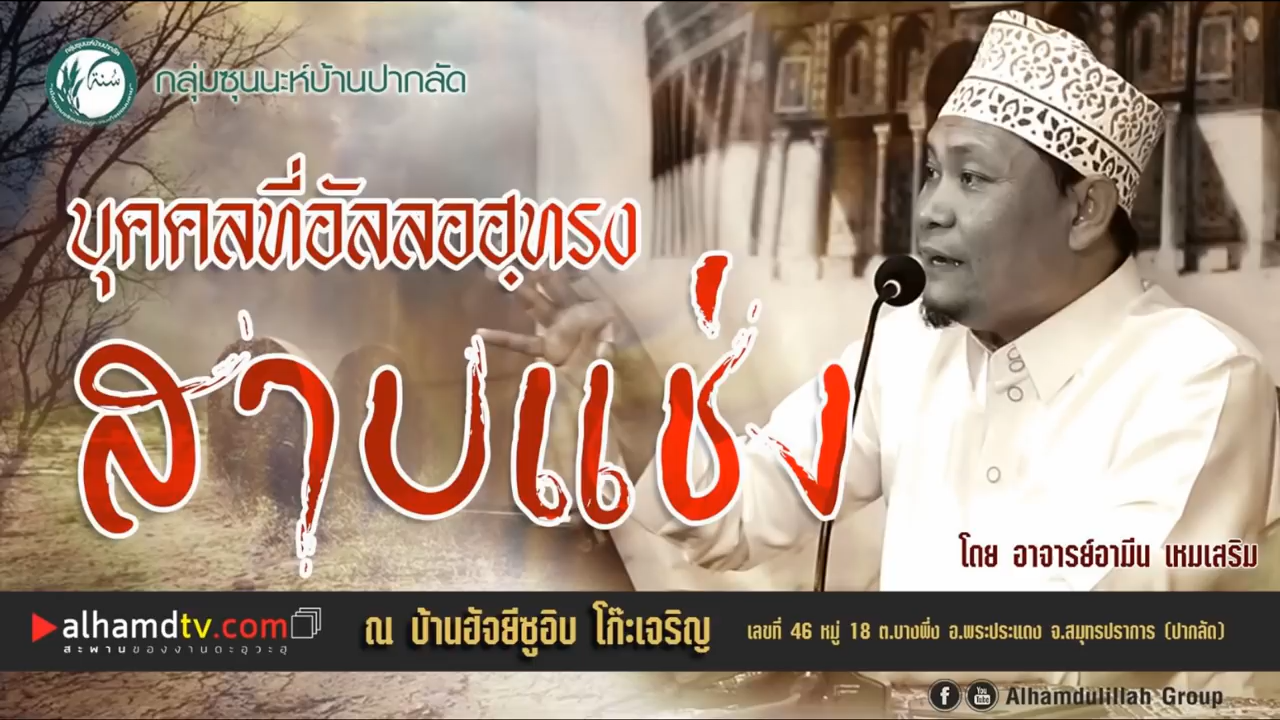 กลุ่มซุนนะห์บ้านปากลัด
บุคคลที่อัลลอฮฺทรง
สาบแช่ง
โดย อาจารย์อามีน เหมเสริม
alhamdtv.com
สะพานของงานดะอฺวะฮฺ
ณ บ้านฮัจยีซูอิบ โก๊ะเจริญ
เลขที่ 46 หมู่ 18 ต.บางพึ่ง อ.พระประแดง จ.สมุทรปราการ (ปากลัด)
f You Tube Alhamdulillah Group